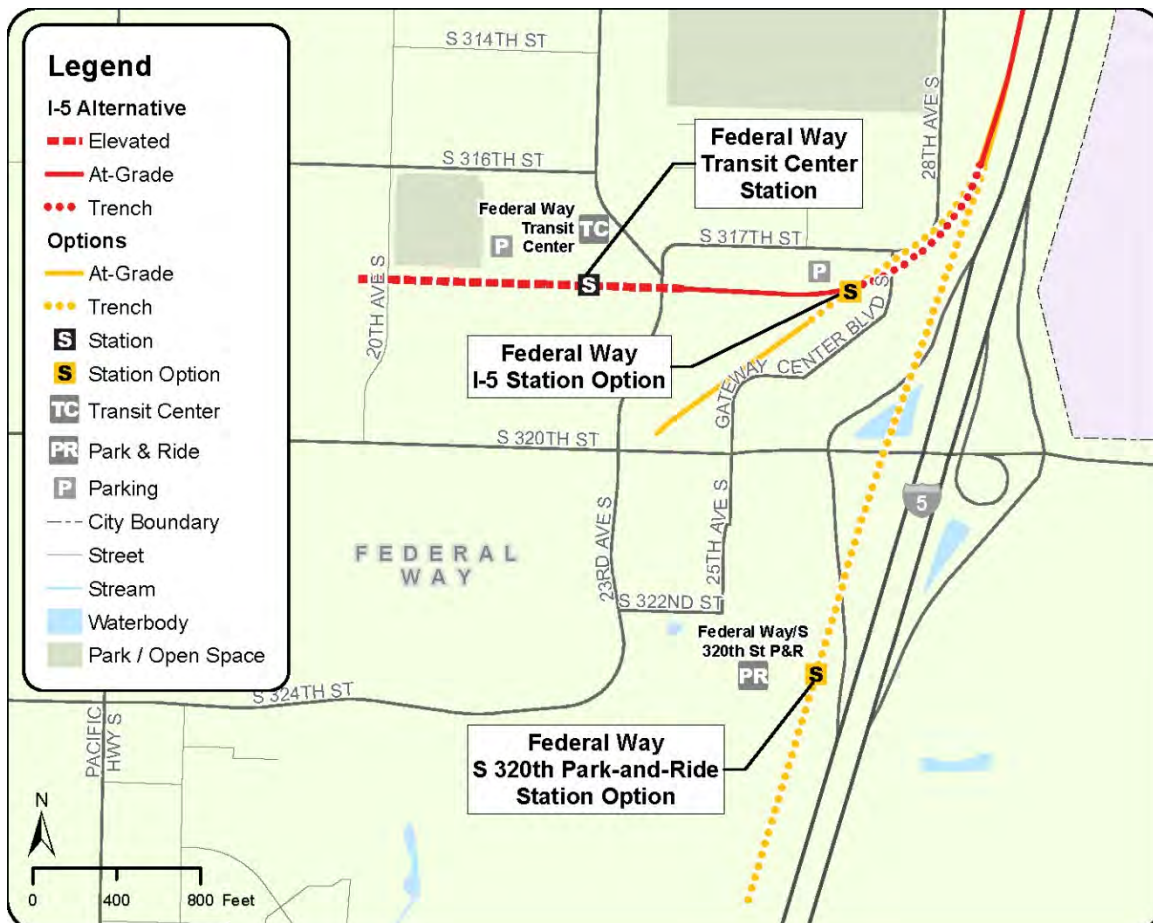 Legend
I-5 Alternative
Elevated
At-Grade
Trench
Options
At-Grade
Trench
S Station
S Station Option
TC Transit Center
PR Park & Ride
P Parking
City Boundary
Street
Stream
Waterbody
Park / Open Space
S 314TH ST
S 316TH ST
28TH AVE S
Federal Way
Transit Center
Station
Federal Way
Transit
Center
TC
P
S 317TH ST
P
20TH AVE S
S
S
Federal Way
I-5 Station Option
GATEWAY CENTER BLVD S
S 320TH ST
5
23RD AVE S
25TH AVE S
FEDERAL
WAY
S 322ND ST
Federal Way/S
320th St P&R
PR
S
S 324TH ST
PACIFIC
HWY S
Federal Way
S 320th Park-and-Ride
Station Option
N
0 400 800 Feet